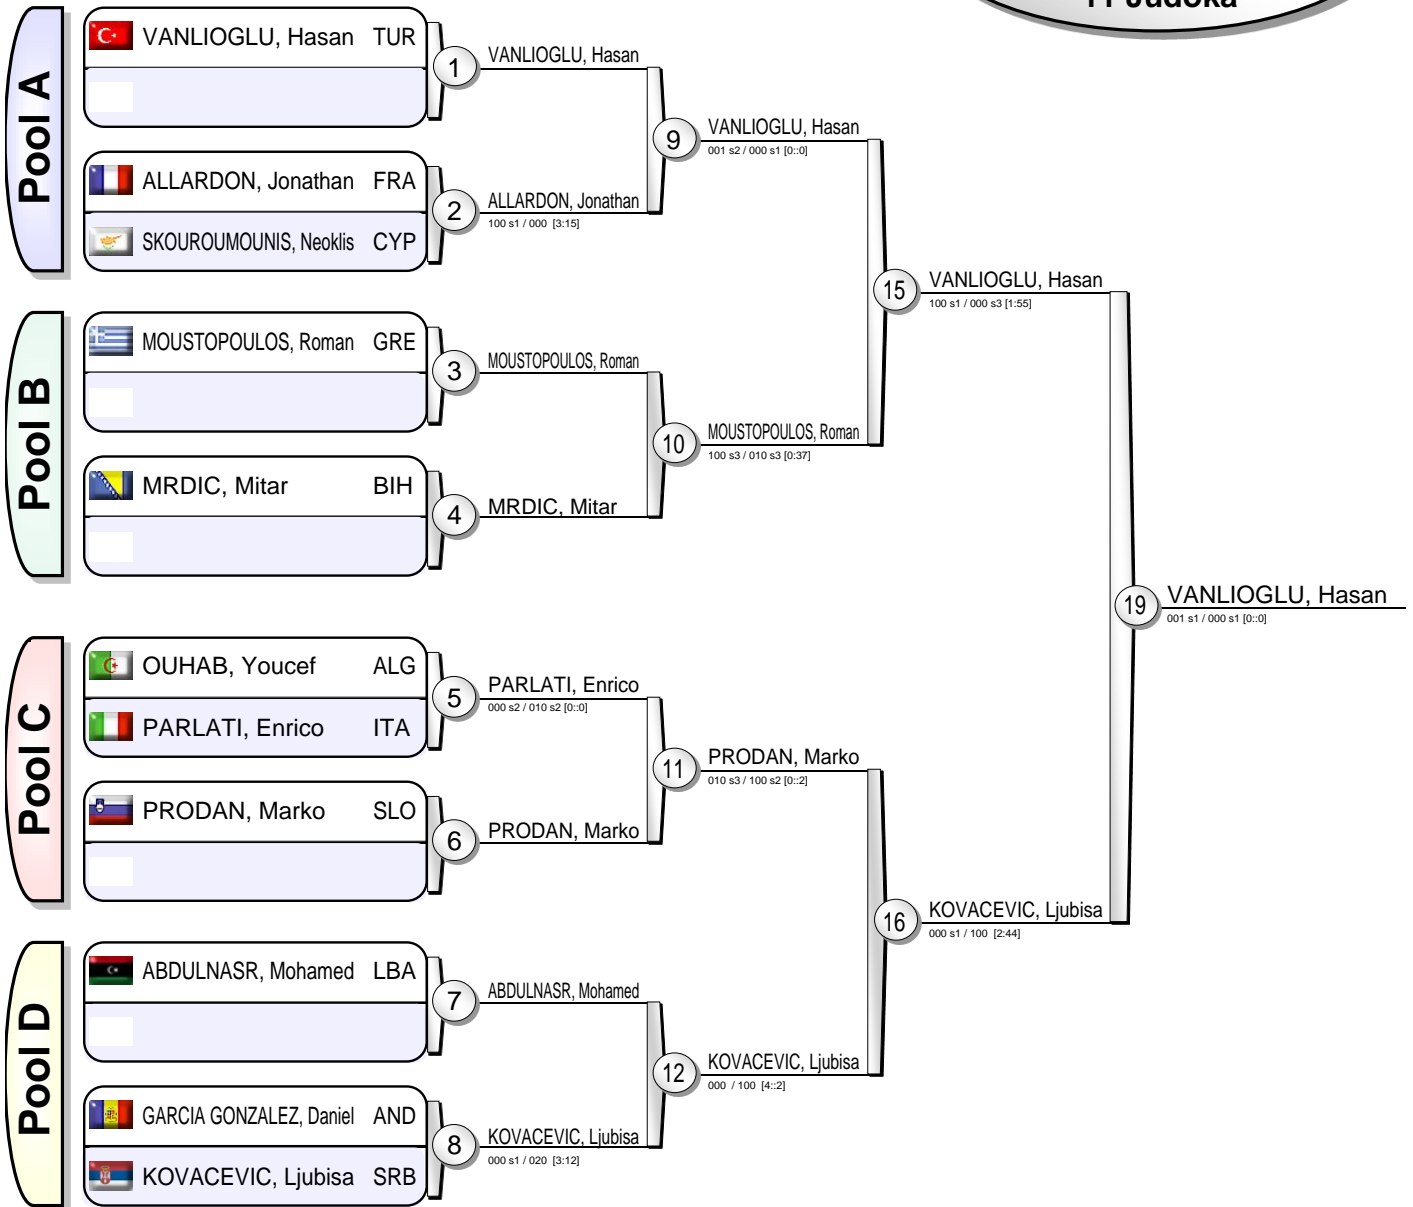 11 Judoka
Pool A
VANLIOGLU, Hasan TUR
1
VANLIOGLU, Hasan
ALLARDON, Jonathan FRA
SKOUROUMOUNIS, Neoklis CYP
2
ALLARDON, Jonathan
100 s1 / 000 [3:15]
9
VANLIOGLU, Hasan
001 s2 / 000 s1 [0::0]
Pool B
MOUSTOPOULOS, Roman GRE
3
MOUSTOPOULOS, Roman
MRDIC, Mitar BIH
4
MRDIC, Mitar
10
MOUSTOPOULOS, Roman
100 s3 / 010 s3 [0:37]
15
VANLIOGLU, Hasan
100 s1 / 000 s3 [1:55]
Pool C
OUHAB, Youcef ALG
PARLATI, Enrico ITA
5
PARLATI, Enrico
000 s2 / 010 s2 [0::0]
PRODAN, Marko SLO
6
PRODAN, Marko
11
PRODAN, Marko
010 s3 / 100 s2 [0::2]
Pool D
ABDULNASR, Mohamed LBA
7
ABDULNASR, Mohamed
GARCIA GONZALEZ, Daniel AND
KOVACEVIC, Ljubisa SRB
8
KOVACEVIC, Ljubisa
000 s1 / 020 [3:12]
12
KOVACEVIC, Ljubisa
000 / 100 [4::2]
16
KOVACEVIC, Ljubisa
000 s1 / 100 [2:44]
19
VANLIOGLU, Hasan
001 s1 / 000 s1 [0::0]